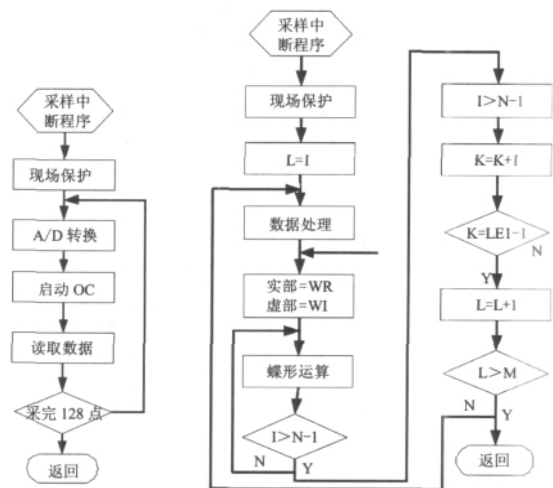 采样中
断程序
现场保护
A/D 转换
启动 OC
读取数据
采完 128 点
返回
采样中
断程序
现场保护
L=I
数据处理
实部=WR
虚部=WI
蝶形运算
I>N-1
N
Y
I>N-1
K=K+1
K=LE1-1
N
Y
L=L+1
L>M
N
Y
返回